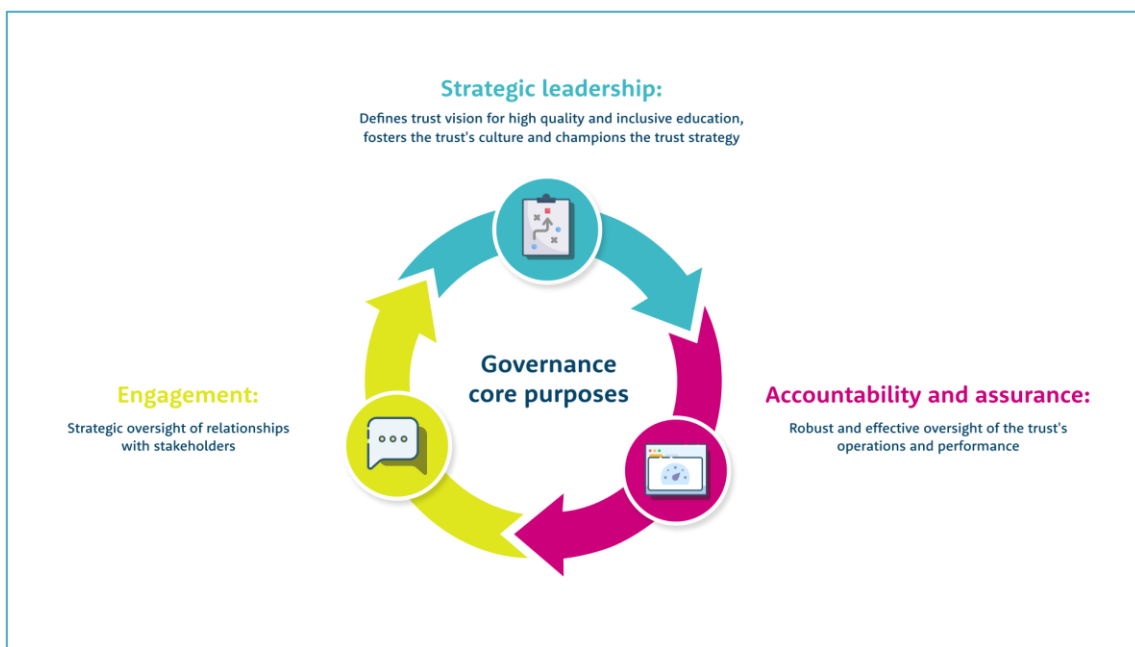 Strategic leadership:
Defines trust vision for high quality and inclusive education,
fosters the trust's culture and champions the trust strategy
Governance
core purposes
Engagement:
Strategic oversight of relationships
with stakeholders
Accountability and assurance:
Robust and effective oversight of the trust's
operations and performance